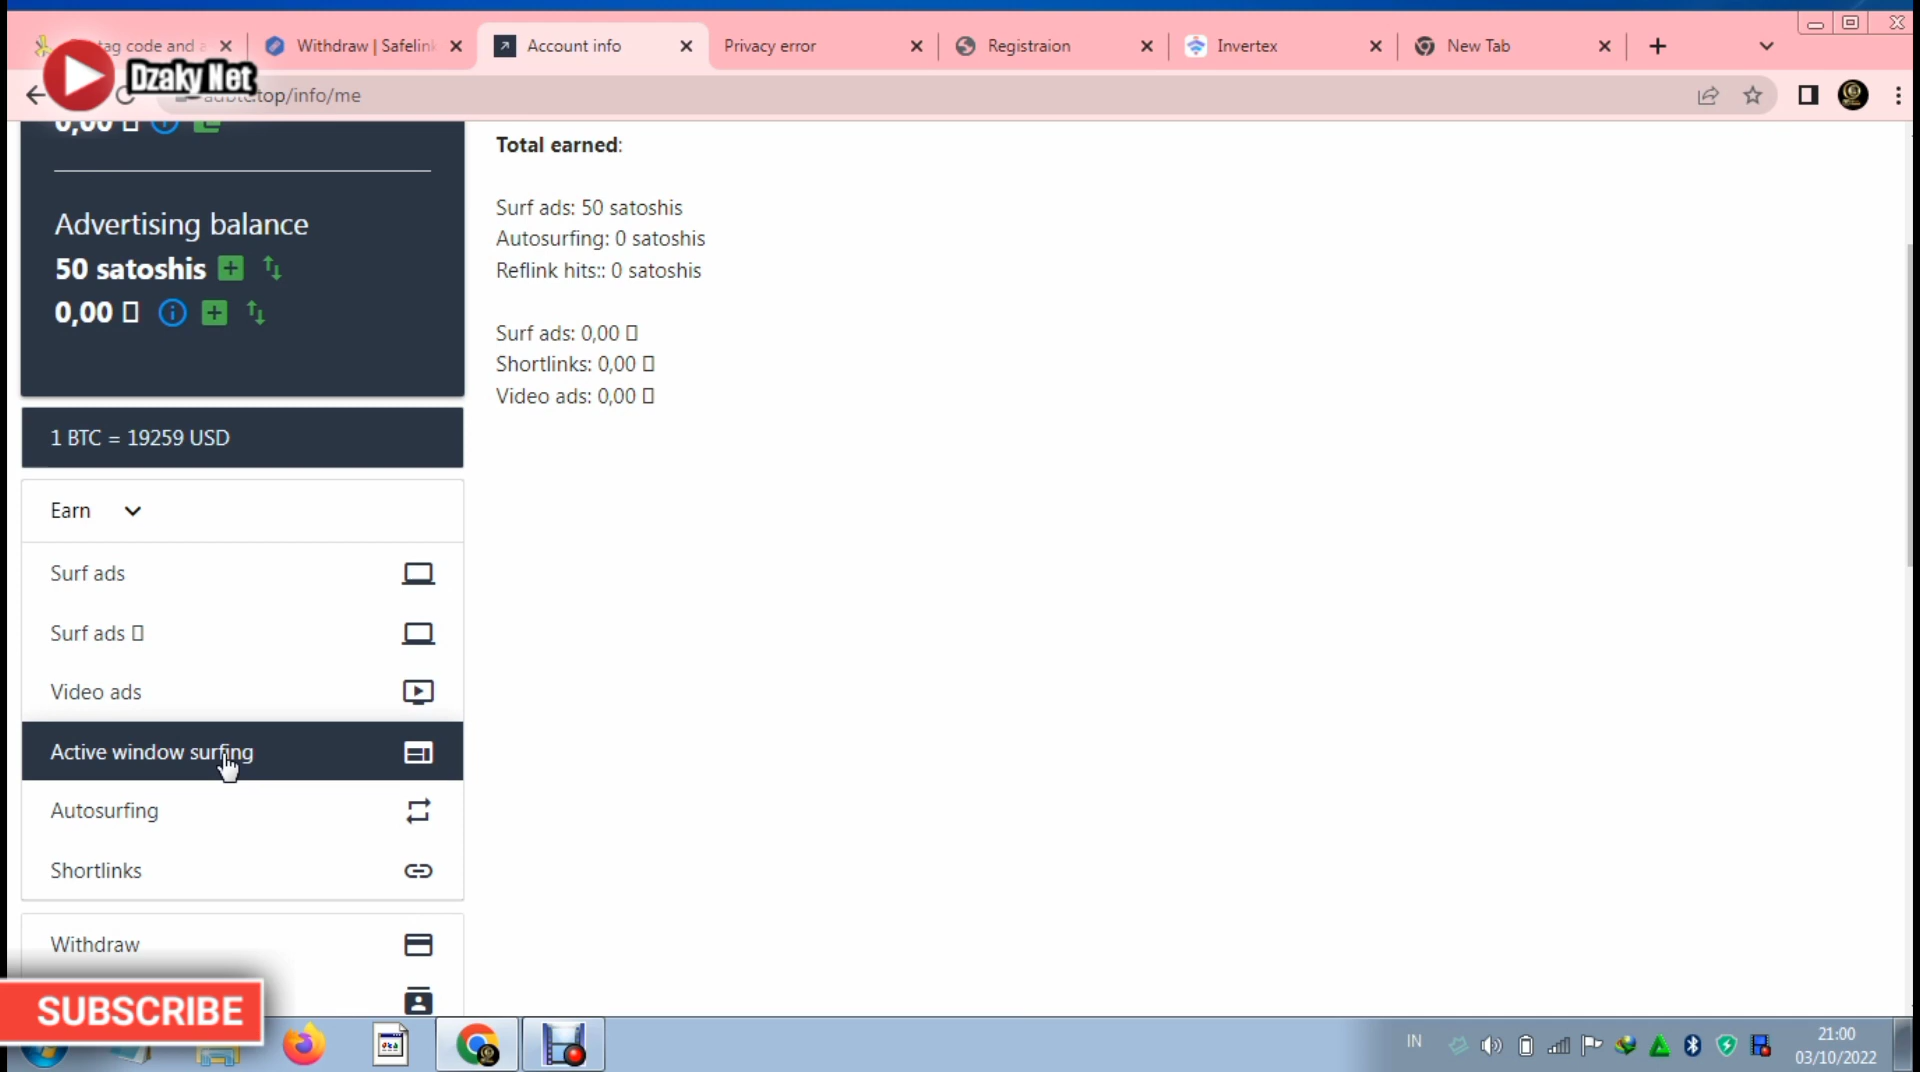 tag code and a
Withdraw | Safelink
Account info
Privacy error
Registraion
Invertex
New Tab
Dzaky Net
top/info/me
0,00
Advertising balance
50 satoshis
0,00
1 BTC = 19259 USD
Earn
Surf ads
Surf ads
Video ads
Active window surfing
Autosurfing
Shortlinks
Withdraw
Total earned:
Surf ads: 50 satoshis
Autosurfing: 0 satoshis
Reflink hits:: 0 satoshis
Surf ads: 0,00
Shortlinks: 0,00
Video ads: 0,00
SUBSCRIBE
IN
21:00
03/10/2022